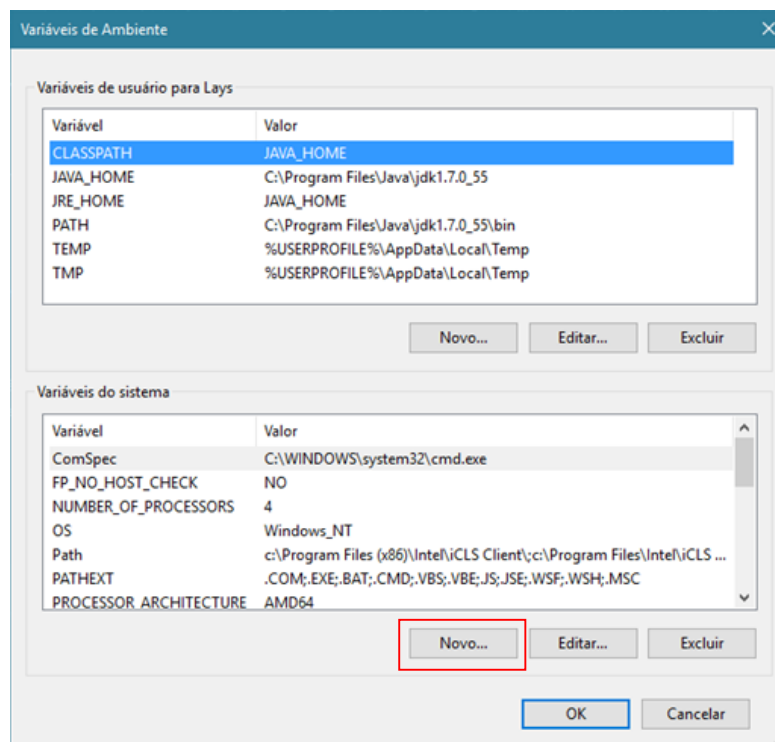 Variáveis de Ambiente
Variáveis de usuário para Lays
Variável Valor
CLASSPATH JAVA_HOME
JAVA_HOME C:\Program Files\Java\jdk1.7.0_55
JRE_HOME JAVA_HOME
PATH C:\Program Files\Java\jdk1.7.0_55\bin
TEMP %USERPROFILE%\AppData\Local\Temp
TMP %USERPROFILE%\AppData\Local\Temp
Novo... Editar... Excluir
Variáveis do sistema
Variável Valor
ComSpec C:\WINDOWS\system32\cmd.exe
FP_NO_HOST_CHECK NO
NUMBER_OF_PROCESSORS 4
OS Windows_NT
Path c:\Program Files (x86)\Intel\iCLS Client\;c:\Program Files\Intel\iCLS ...
PATHEXT .COM;.EXE;.BAT;.CMD;.VBS;.VBE;.JS;.JSE;.WSF;.WSH;.MSC
PROCESSOR_ARCHITECTURE AMD64
Novo... Editar... Excluir
OK Cancelar